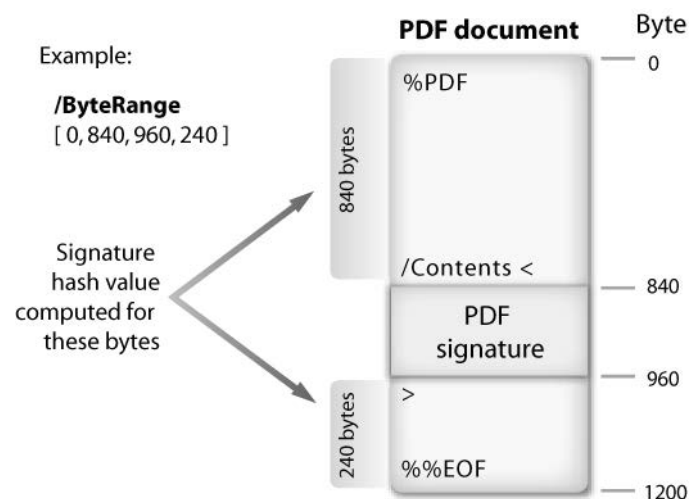 PDF document
Byte
Example:
/ByteRange
[ 0, 840, 960, 240 ]
Signature
hash value
computed for
these bytes
840 bytes
240 bytes
%PDF
/Contents <
PDF
signature
>
%%EOF
0
840
960
1200